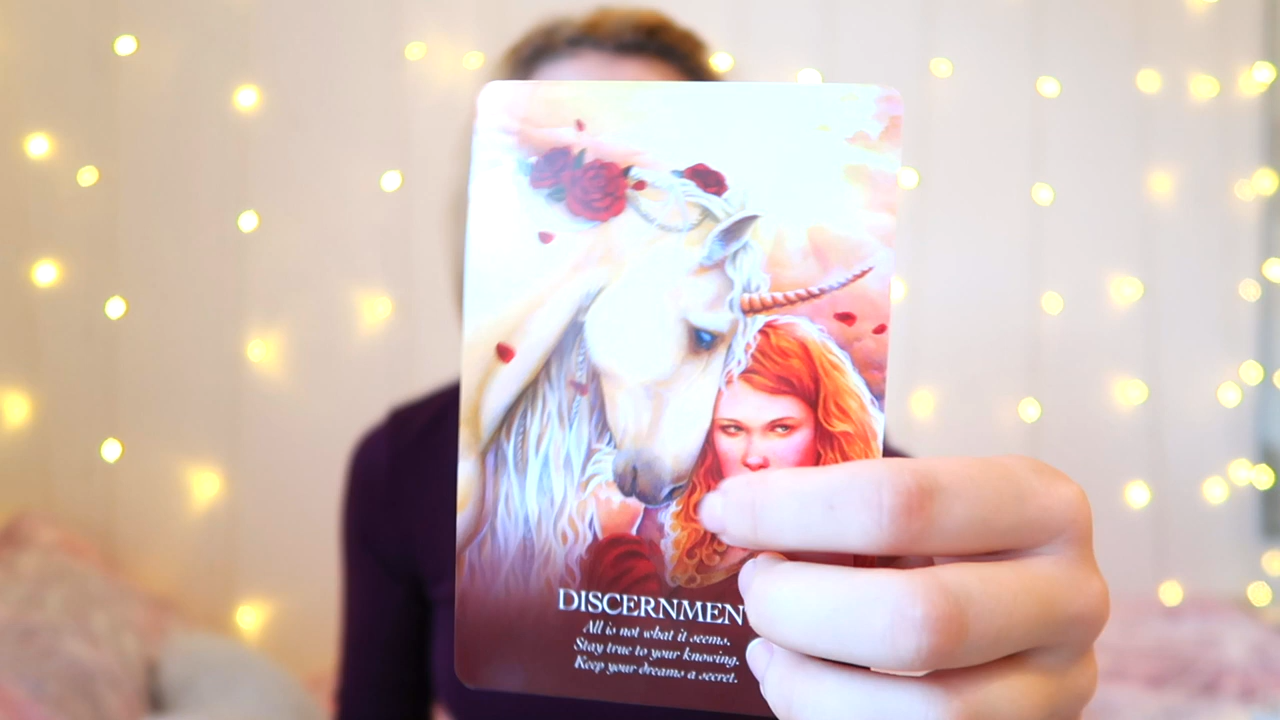 DISCERNMEN
All is not what it seems.
Stay true to your knowing.
Keep your dreams a secret.